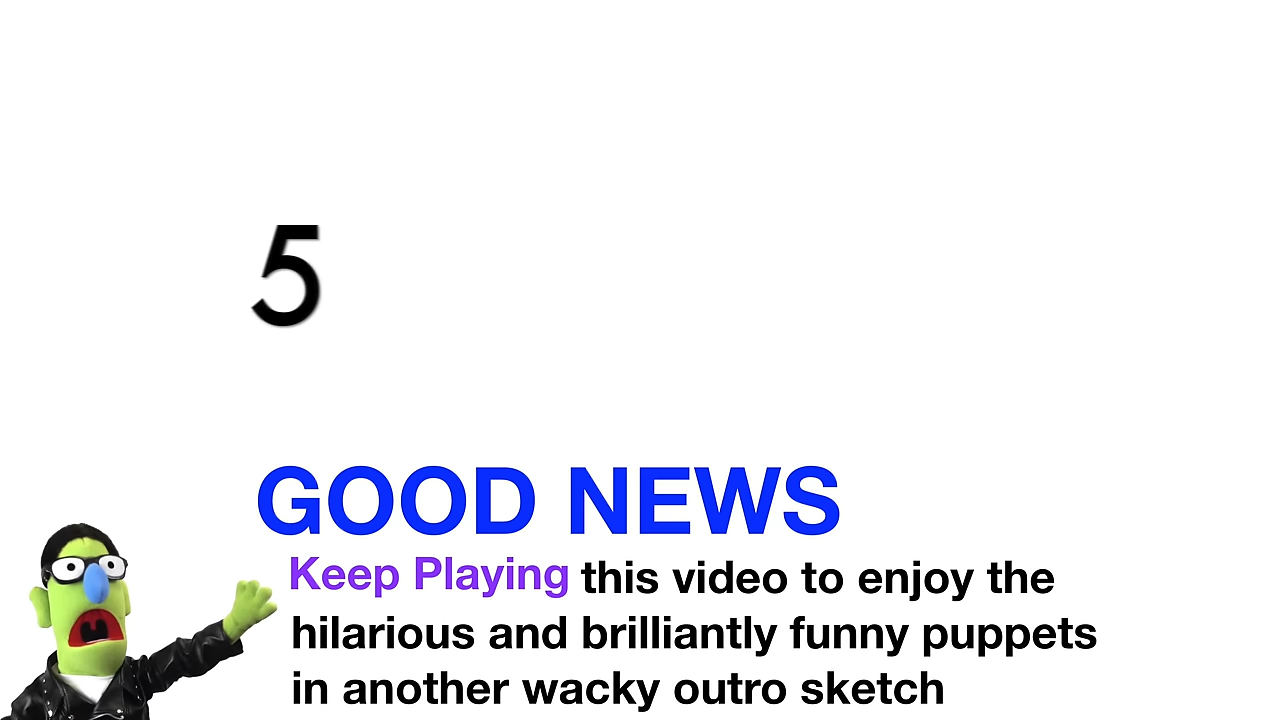 5
GOOD NEWS
Keep Playing this video to enjoy the
hilarious and brilliantly funny puppets
in another wacky outro sketch